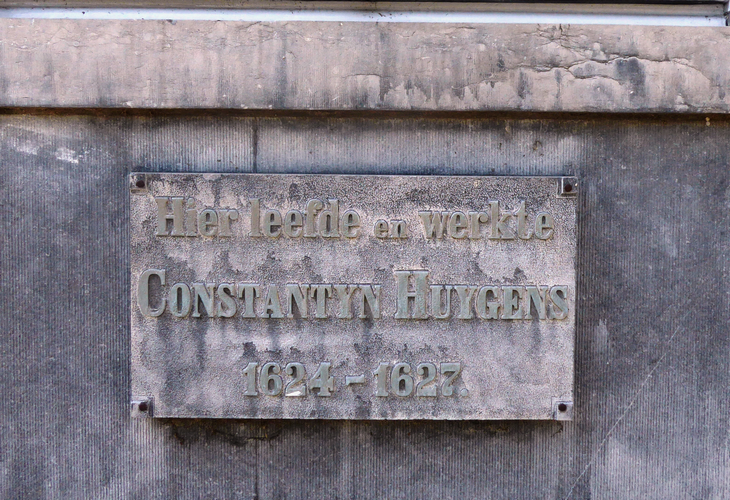 Hier leefde en werkte
CONSTANTYN HUYGENS
1624 - 1627.